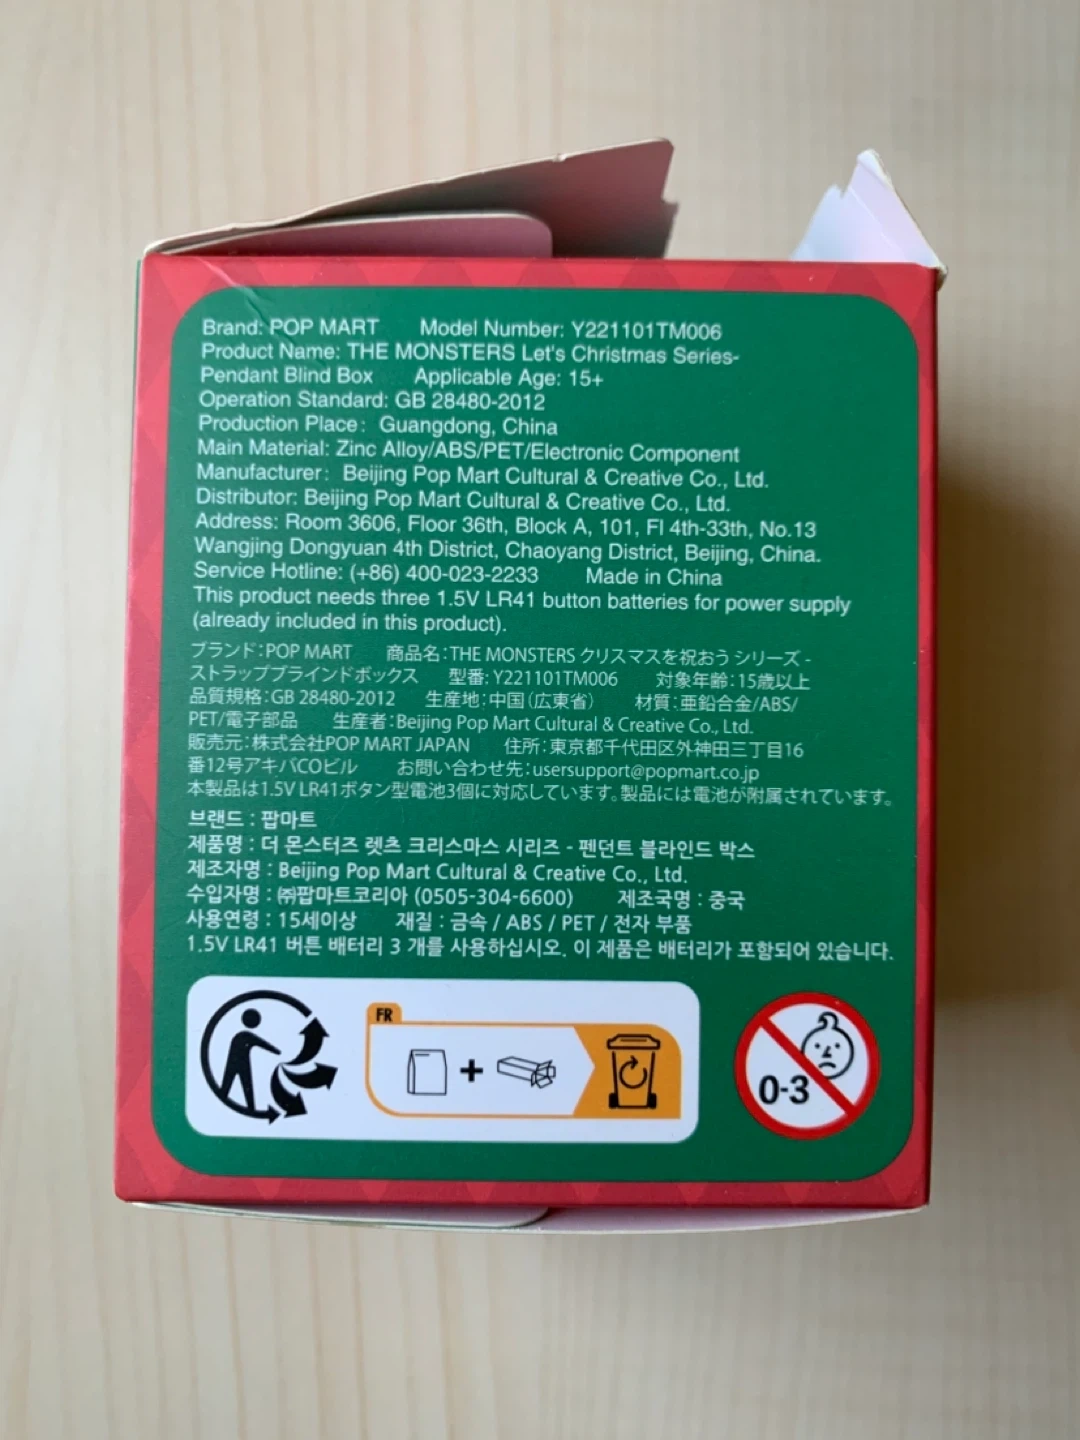 Brand: POP MART Model Number: Y221101TM006
Product Name: THE MONSTERS Let's Christmas Series-
Pendant Blind Box Applicable Age: 15+
Operation Standard: GB 28480-2012
Production Place: Guangdong, China
Main Material: Zinc Alloy/ABS/PET/Electronic Component
Manufacturer: Beijing Pop Mart Cultural & Creative Co., Ltd.
Distributor: Beijing Pop Mart Cultural & Creative Co., Ltd.
Address: Room 3606, Floor 36th, Block A, 101, Fl 4th-33th, No.13
Wangjing Dongyuan 4th District, Chaoyang District, Beijing, China.
Service Hotline: (+86) 400-023-2233 Made in China
This product needs three 1.5V LR41 button batteries for power supply
(already included in this product).
ブランド:POP MART 商品名:THE MONSTERS クリスマスを祝おう シリーズ -
ストラップブラインドボックス 型番:Y221101TM006 対象年齢:15歳以上
品質規格:GB 28480-2012 生産地:中国(広東省) 材質:亜鉛合金/ABS/
PET/電子部品 生産者:Beijing Pop Mart Cultural & Creative Co., Ltd.
販売元:株式会社POP MART JAPAN 住所:東京都千代田区外神田三丁目16
番12号アキバCOビル お問い合わせ先:usersupport@popmart.co.jp
本製品は1.5V LR41ボタン型電池3個に対応しています。製品には電池が附属されています。
브랜드 : 팝마트
제품명 : 더 몬스터즈 렛츠 크리스마스 시리즈 - 펜던트 블라인드 박스
제조자명 : Beijing Pop Mart Cultural & Creative Co., Ltd.
수입자명 : ㈜팝마트코리아 (0505-304-6600) 제조국명 : 중국
사용연령 : 15세이상 재질 : 금속 / ABS / PET / 전자 부품
1.5V LR41 버튼 배터리 3 개를 사용하십시오. 이 제품은 배터리가 포함되어 있습니다.
FR
+
0-3